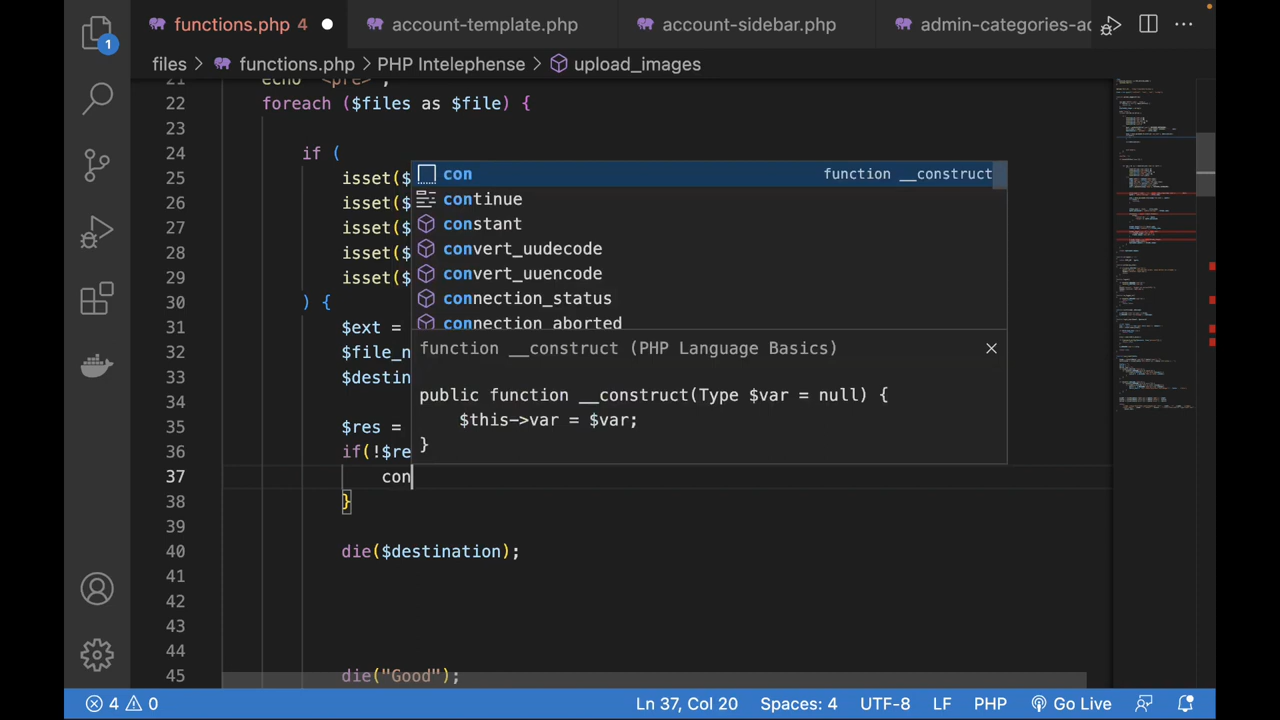 functions.php 4
account-template.php
account-sidebar.php
admin-categories-ad
1
files > functions.php > PHP Intelephense > upload_images
21 echo "<pre>";
22 foreach ($files as $file) {
23
24 if (
25 isset($
26 isset($
27 isset($
28 isset($
29 isset($
30 ) {
31 $ext =
32 $file_n
33 $destin
34
35 $res =
36 if(!$re
37 con
38 }
39
40 die($destination);
41
42
43
44
45 die("Good");
con function __construct
continue
constant
convert_uudecode
convert_uuencode
connection_status
connection_aborted
function __construct (PHP Language Basics)
public function __construct(Type $var = null) {
$this->var = $var;
}
4 0
Ln 37, Col 20
Spaces: 4
UTF-8
LF
PHP
Go Live